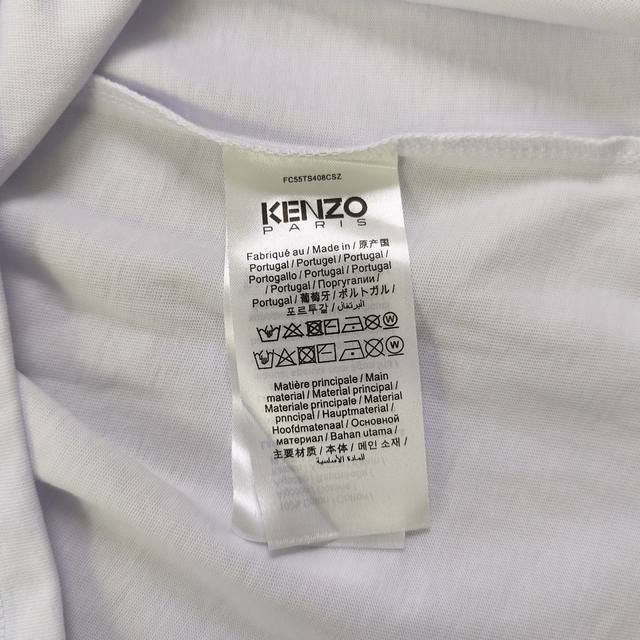 FC55TS408CSZ
KENZO
PARIS
Fabriqué au / Made in / 原产国
Portugal / Portugel / Portugal /
Portogallo / Portugal / Portugal
/ Portugal / Португалии /
Portugal / 葡萄牙 / ポルトガル /
포르투갈 / البرتغال /
W
W
Matière principale / Main
material / Material principal /
Materiale principale / Material
pnncipal / Hauptmaterial /
Hoofdmatenaal / Основной
материал / Bahan utama /
主要材质 / 本体 / 메인 소재 /
المادة الأساسية